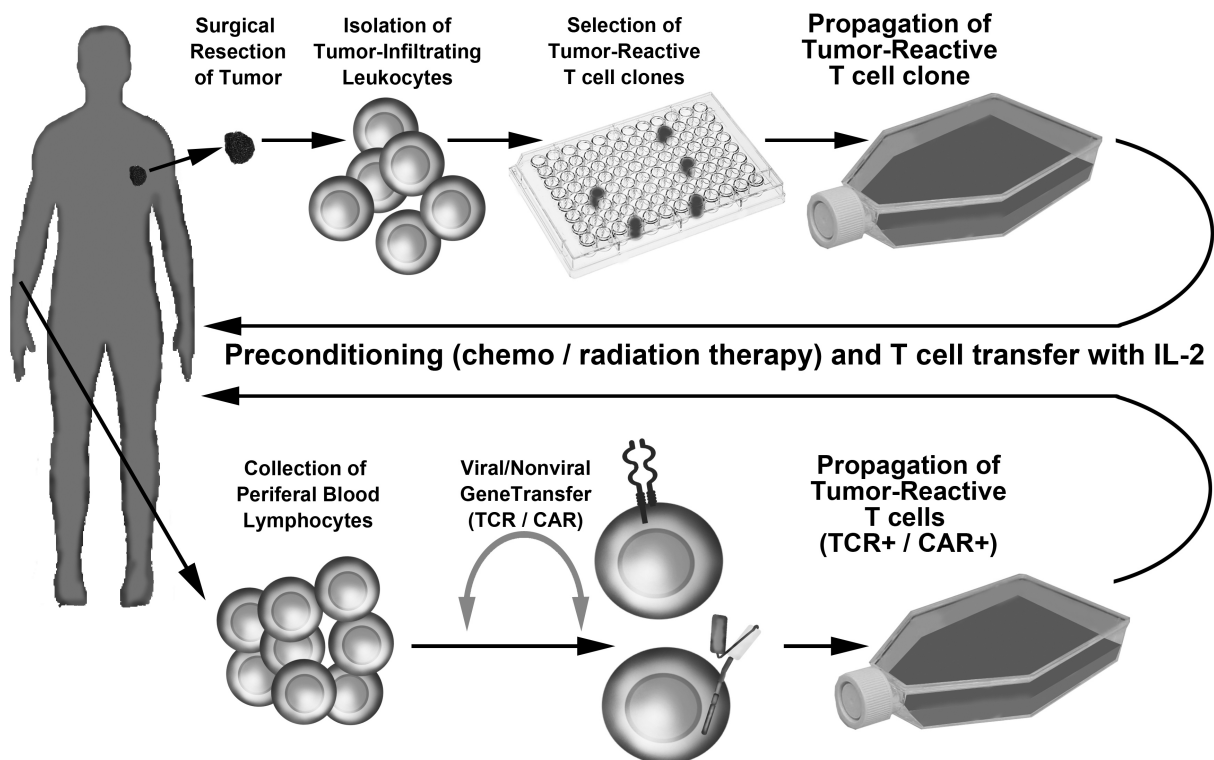 Surgical
Resection
of Tumor
Isolation of
Tumor-Infiltrating
Leukocytes
Selection of
Tumor-Reactive
T cell clones
Propagation of
Tumor-Reactive
T cell clone
Preconditioning (chemo / radiation therapy) and T cell transfer with IL-2
Collection of
Periferal Blood
Lymphocytes
Viral/Nonviral
GeneTransfer
(TCR / CAR)
Propagation of
Tumor-Reactive
T cells
(TCR+ / CAR+)